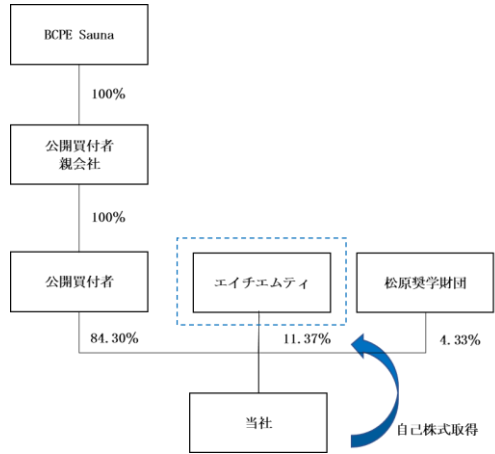 BCPE Sauna
100%
公開買付者
親会社
100%
公開買付者
エイチエムティ
松原奨学財団
84.30%
11.37%
4.33%
当社
自己株式取得